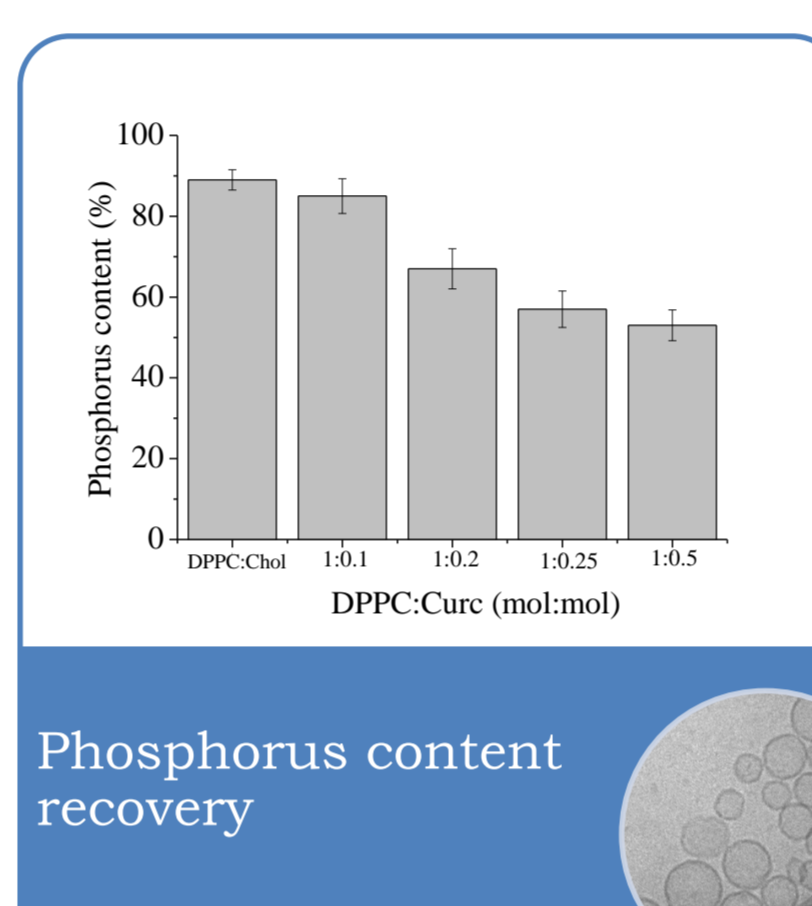 100
80
60
40
20
0
Phosphorus content (%)
DPPC:Chol 1:0.1 1:0.2 1:0.25 1:0.5
DPPC:Curc (mol:mol)
Phosphorus content
recovery